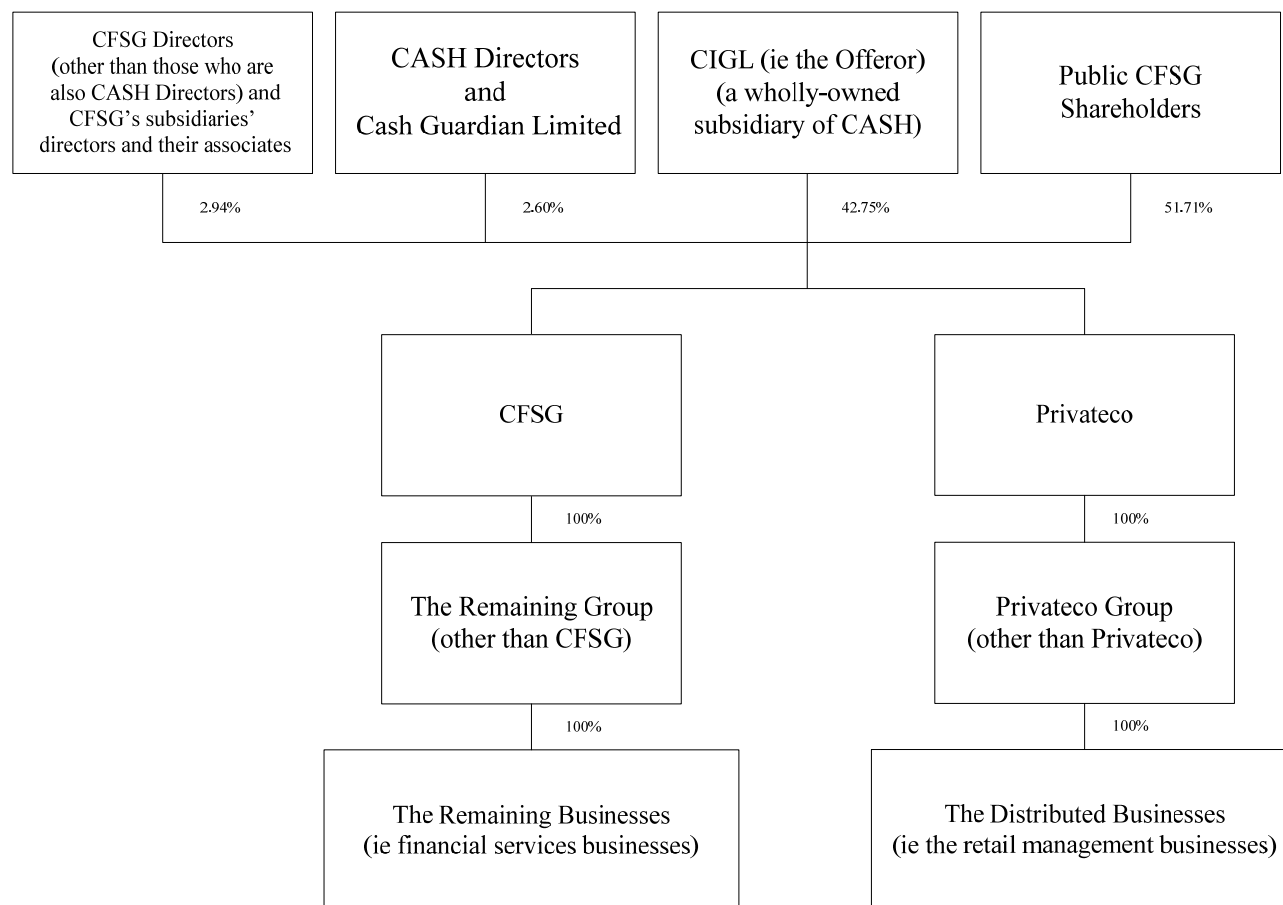 CFSG Directors
(other than those who are
also CASH Directors) and
CFSG's subsidiaries'
directors and their associates
CASH Directors
and
Cash Guardian Limited
CIGL (ie the Offeror)
(a wholly-owned
subsidiary of CASH)
Public CFSG
Shareholders
2.94%
2.60%
42.75%
51.71%
CFSG
Privateco
100%
100%
The Remaining Group
(other than CFSG)
Privateco Group
(other than Privateco)
100%
100%
The Remaining Businesses
(ie financial services businesses)
The Distributed Businesses
(ie the retail management businesses)